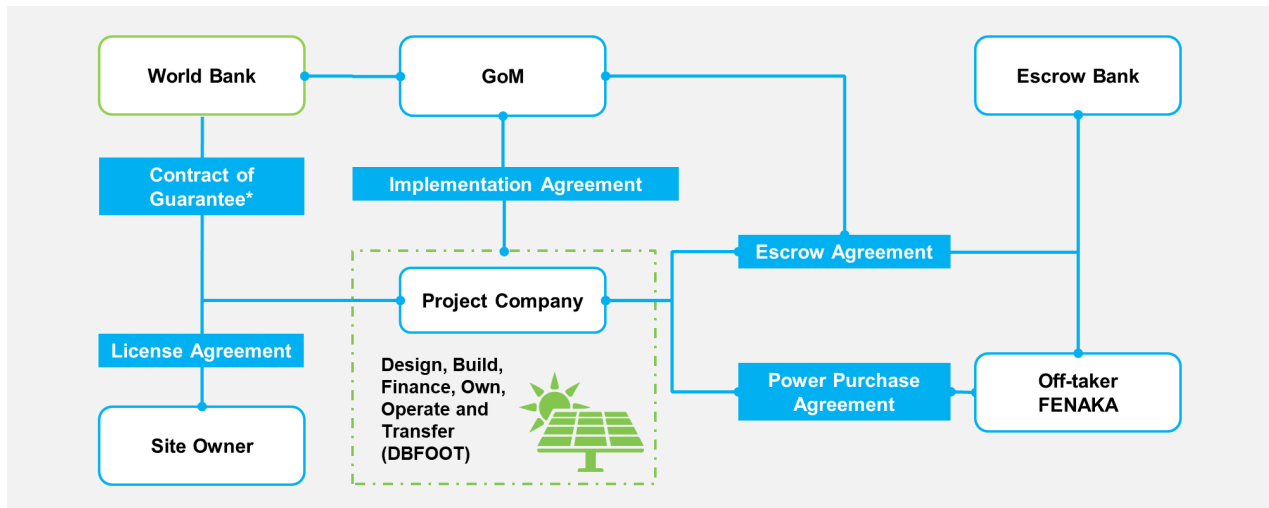 World Bank
GoM
Escrow Bank
Contract of
Guarantee*
Implementation Agreement
Escrow Agreement
Project Company
License Agreement
Design, Build,
Finance, Own,
Operate and
Transfer
(DBFOOT)
Power Purchase
Agreement
Off-taker
FENAKA
Site Owner